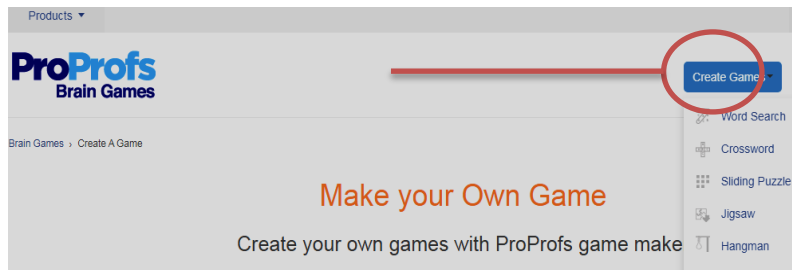 Products
ProProfs
Brain Games
Create Games
Word Search
Brain Games › Create A Game
Crossword
Sliding Puzzle
Make your Own Game
Jigsaw
Create your own games with ProProfs game make
Hangman